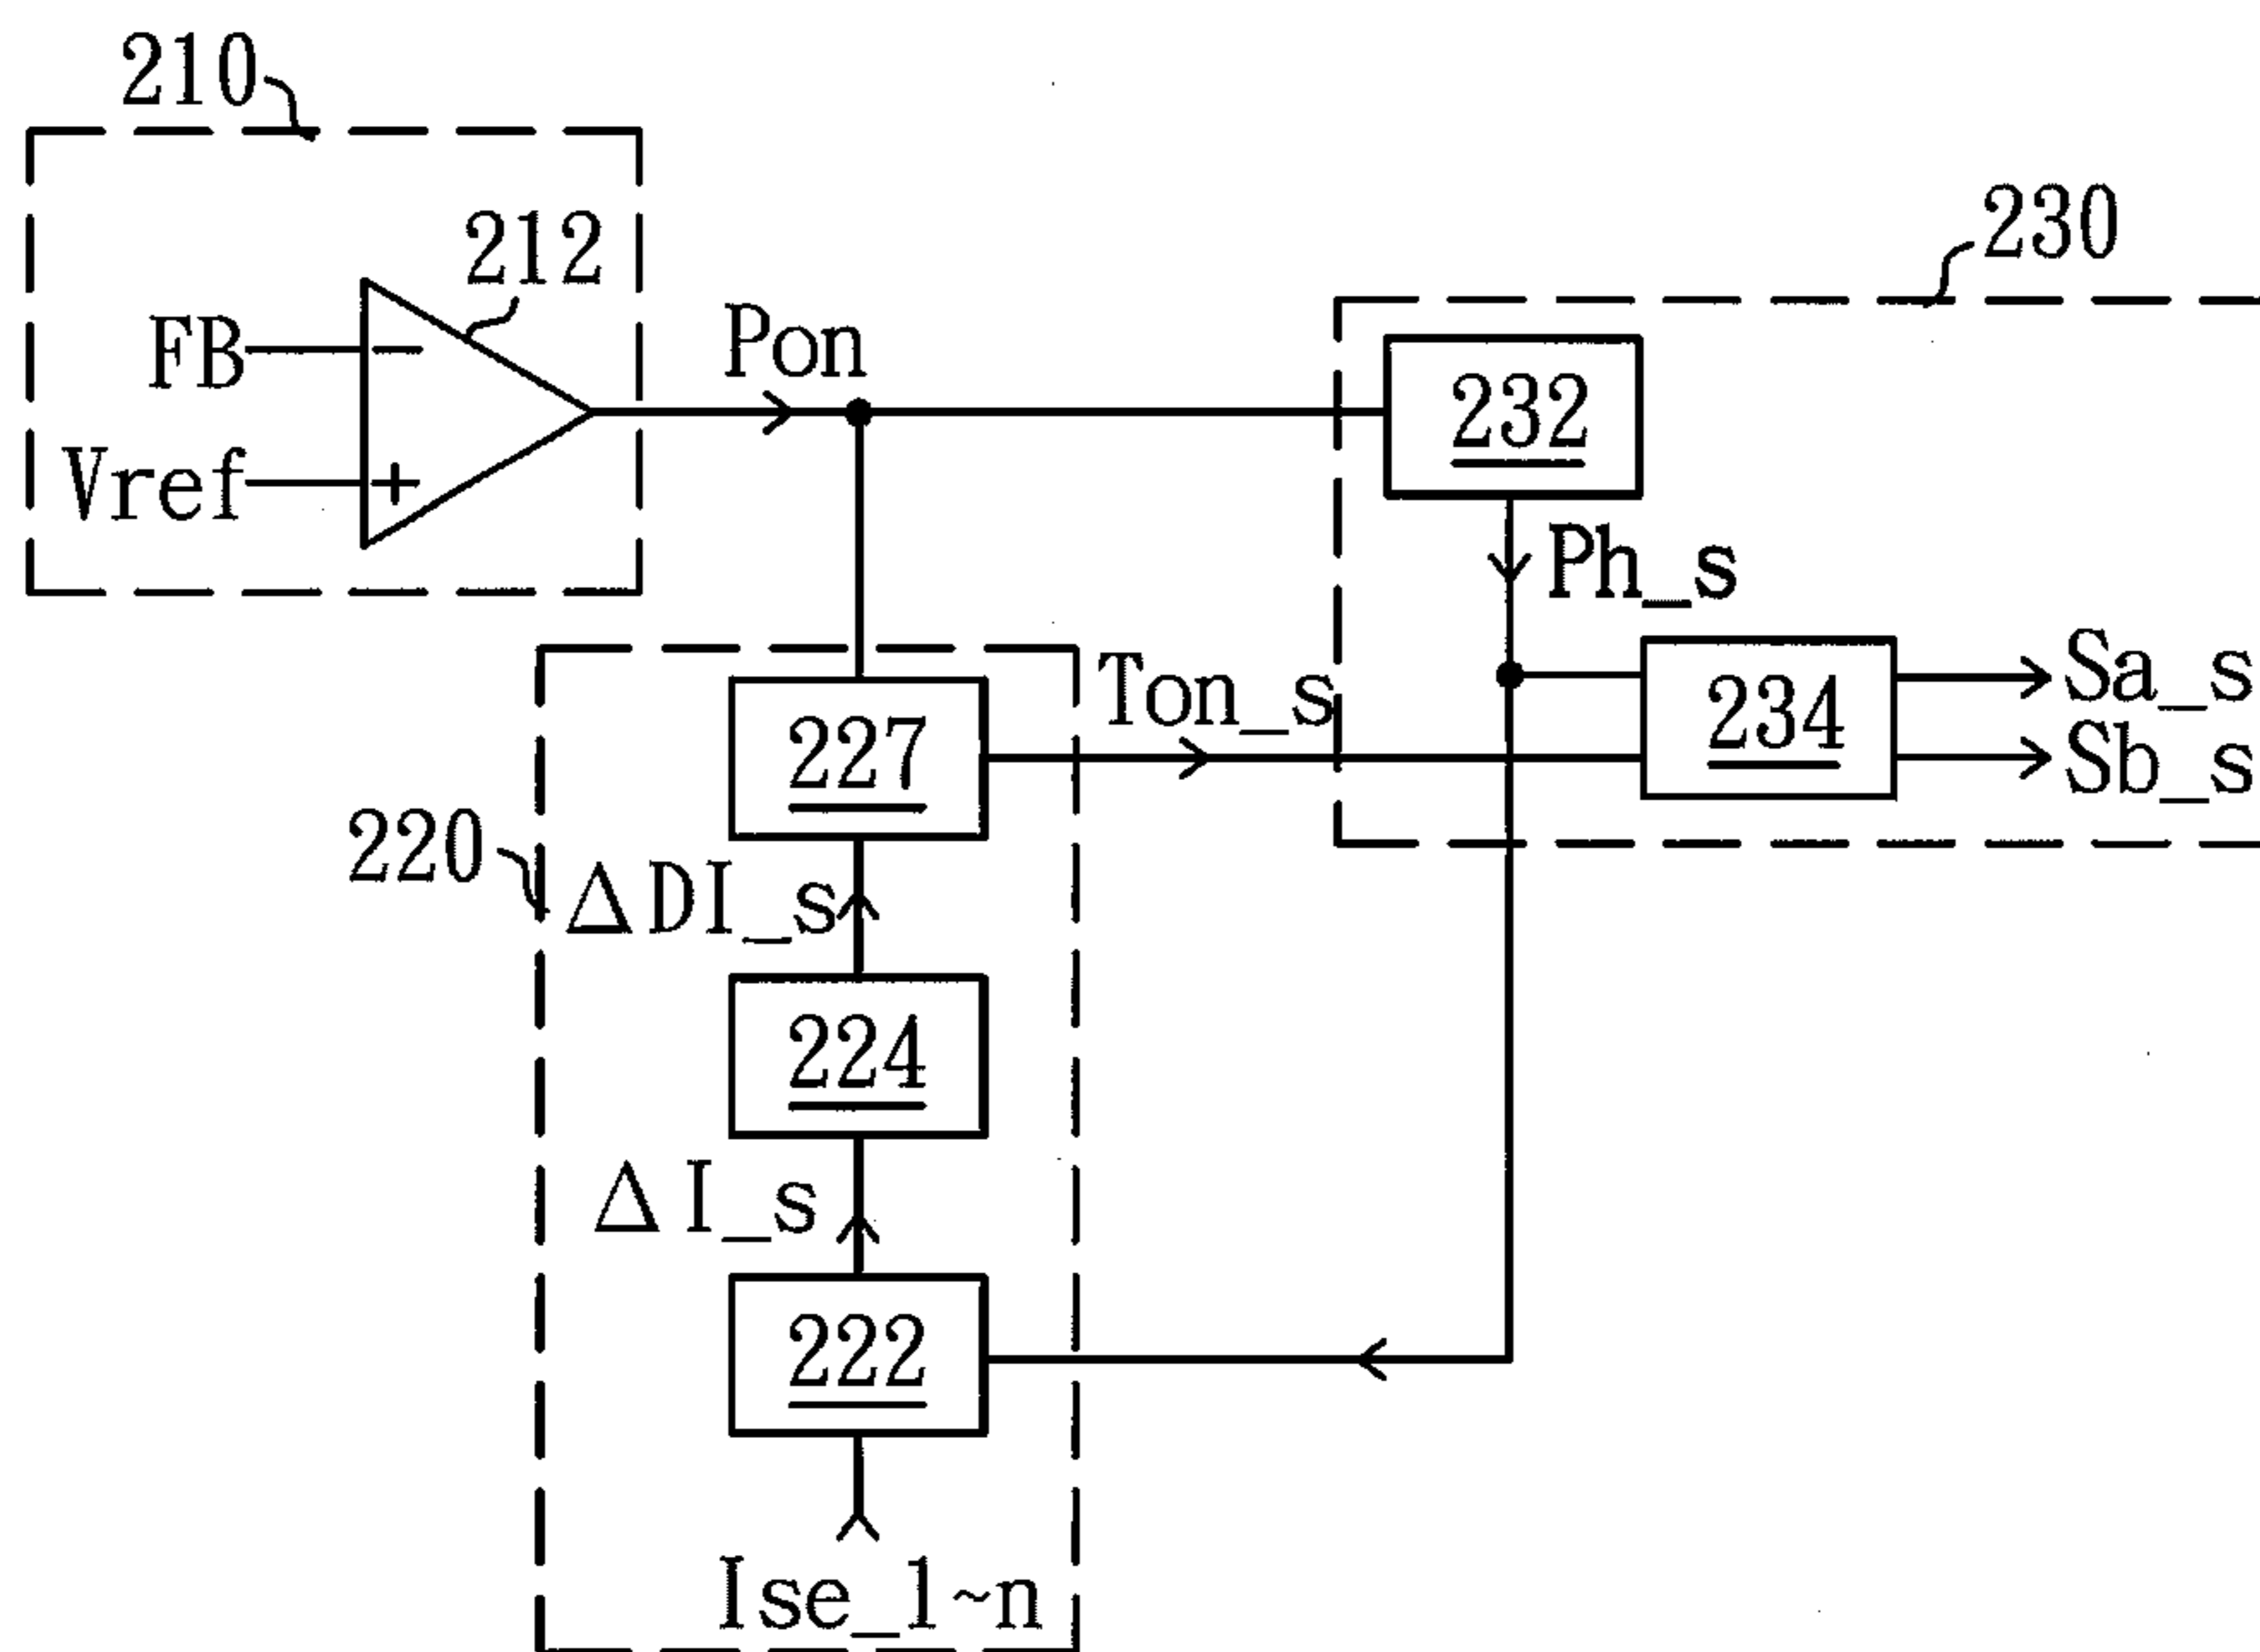 210
212
230
FB
Pon
232
Vref
Ph_s
Ton_s
Sa_s
234
227
Sb_s
220
ΔDI_s
224
ΔI_s
222
Ise_1~n